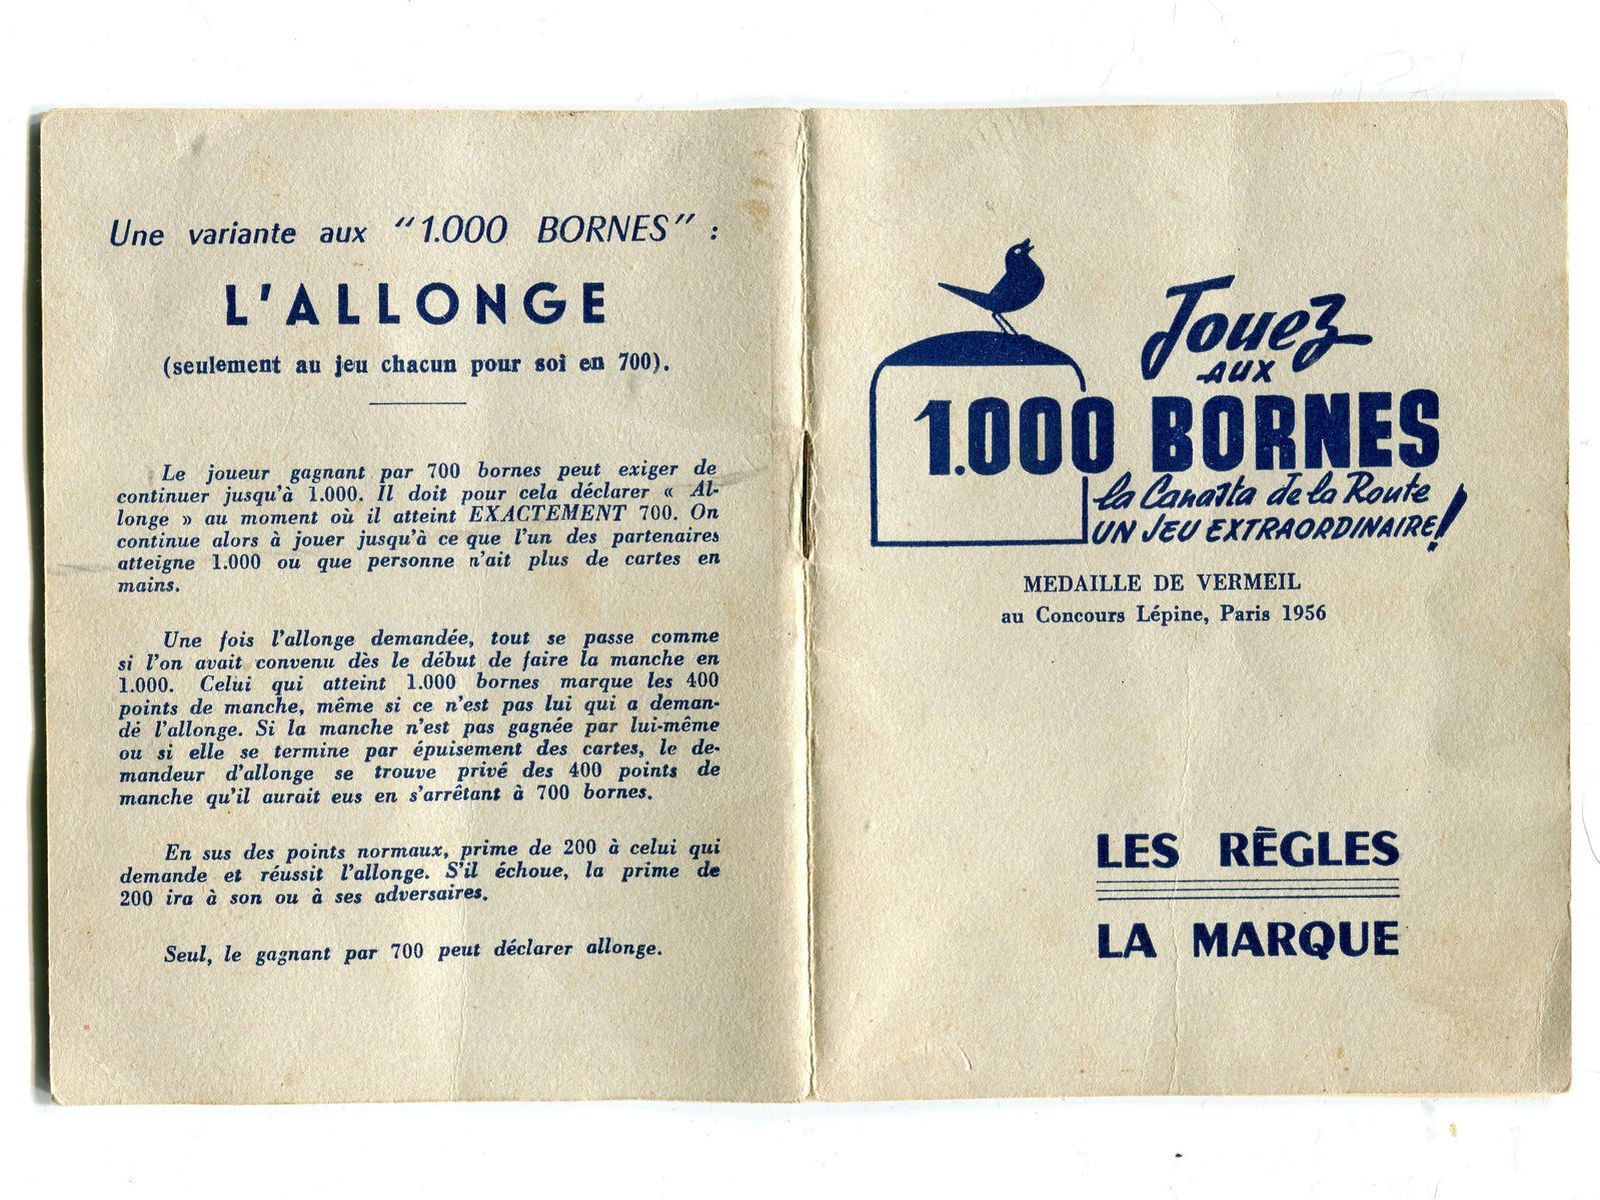 Une variante aux "1.000 BORNES" :
L'ALLONGE
(seulement au jeu chacun pour soi en 700).
Le joueur gagnant par 700 bornes peut exiger de
continuer jusqu'à 1.000. Il doit pour cela déclarer « Al-
longe » au moment où il atteint EXACTEMENT 700. On
continue alors à jouer jusqu'à ce que l'un des partenaires
atteigne 1.000 ou que personne n'ait plus de cartes en
mains.
Une fois l'allonge demandée, tout se passe comme
si l'on avait convenu dès le début de faire la manche en
1.000. Celui qui atteint 1.000 bornes marque les 400
points de manche, même si ce n'est pas lui qui a deman-
dé l'allonge. Si la manche n'est pas gagnée par lui-même
ou si elle se termine par épuisement des cartes, le de-
mandeur d'allonge se trouve privé des 400 points de
manche qu'il aurait eus en s'arrêtant à 700 bornes.
En sus des points normaux, prime de 200 à celui qui
demande et réussit l'allonge. S'il échoue, la prime de
200 ira à son ou à ses adversaires.
Seul, le gagnant par 700 peut déclarer allonge.
Jouez
AUX
1.000 BORNES
la Canasta de la Route
UN JEU EXTRAORDINAIRE!
MEDAILLE DE VERMEIL
au Concours Lépine, Paris 1956
LES RÈGLES
LA MARQUE